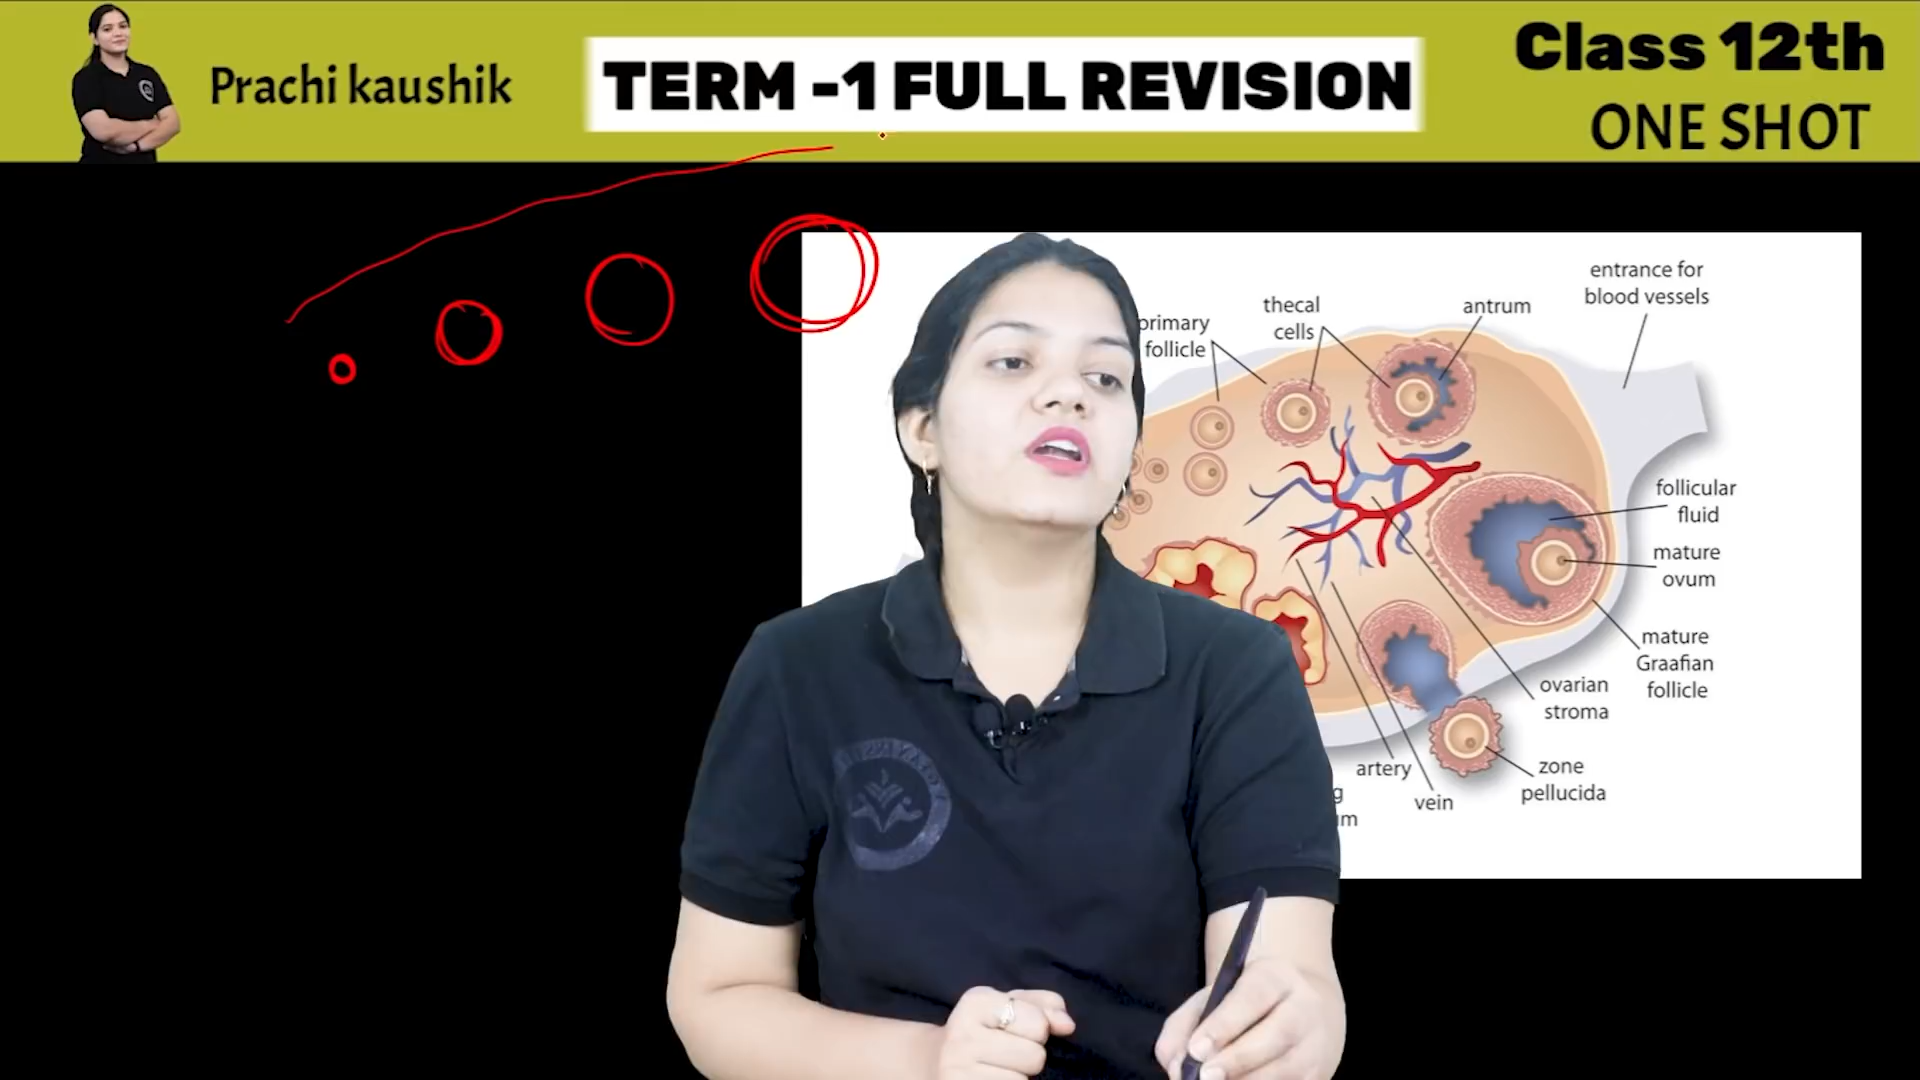 Prachi kaushik
TERM -1 FULL REVISION
Class 12th
ONE SHOT
entrance for
blood vessels
thecal
cells
antrum
primary
follicle
follicular
fluid
mature
ovum
mature
Graafian
follicle
ovarian
stroma
artery
vein
zone
pellucida